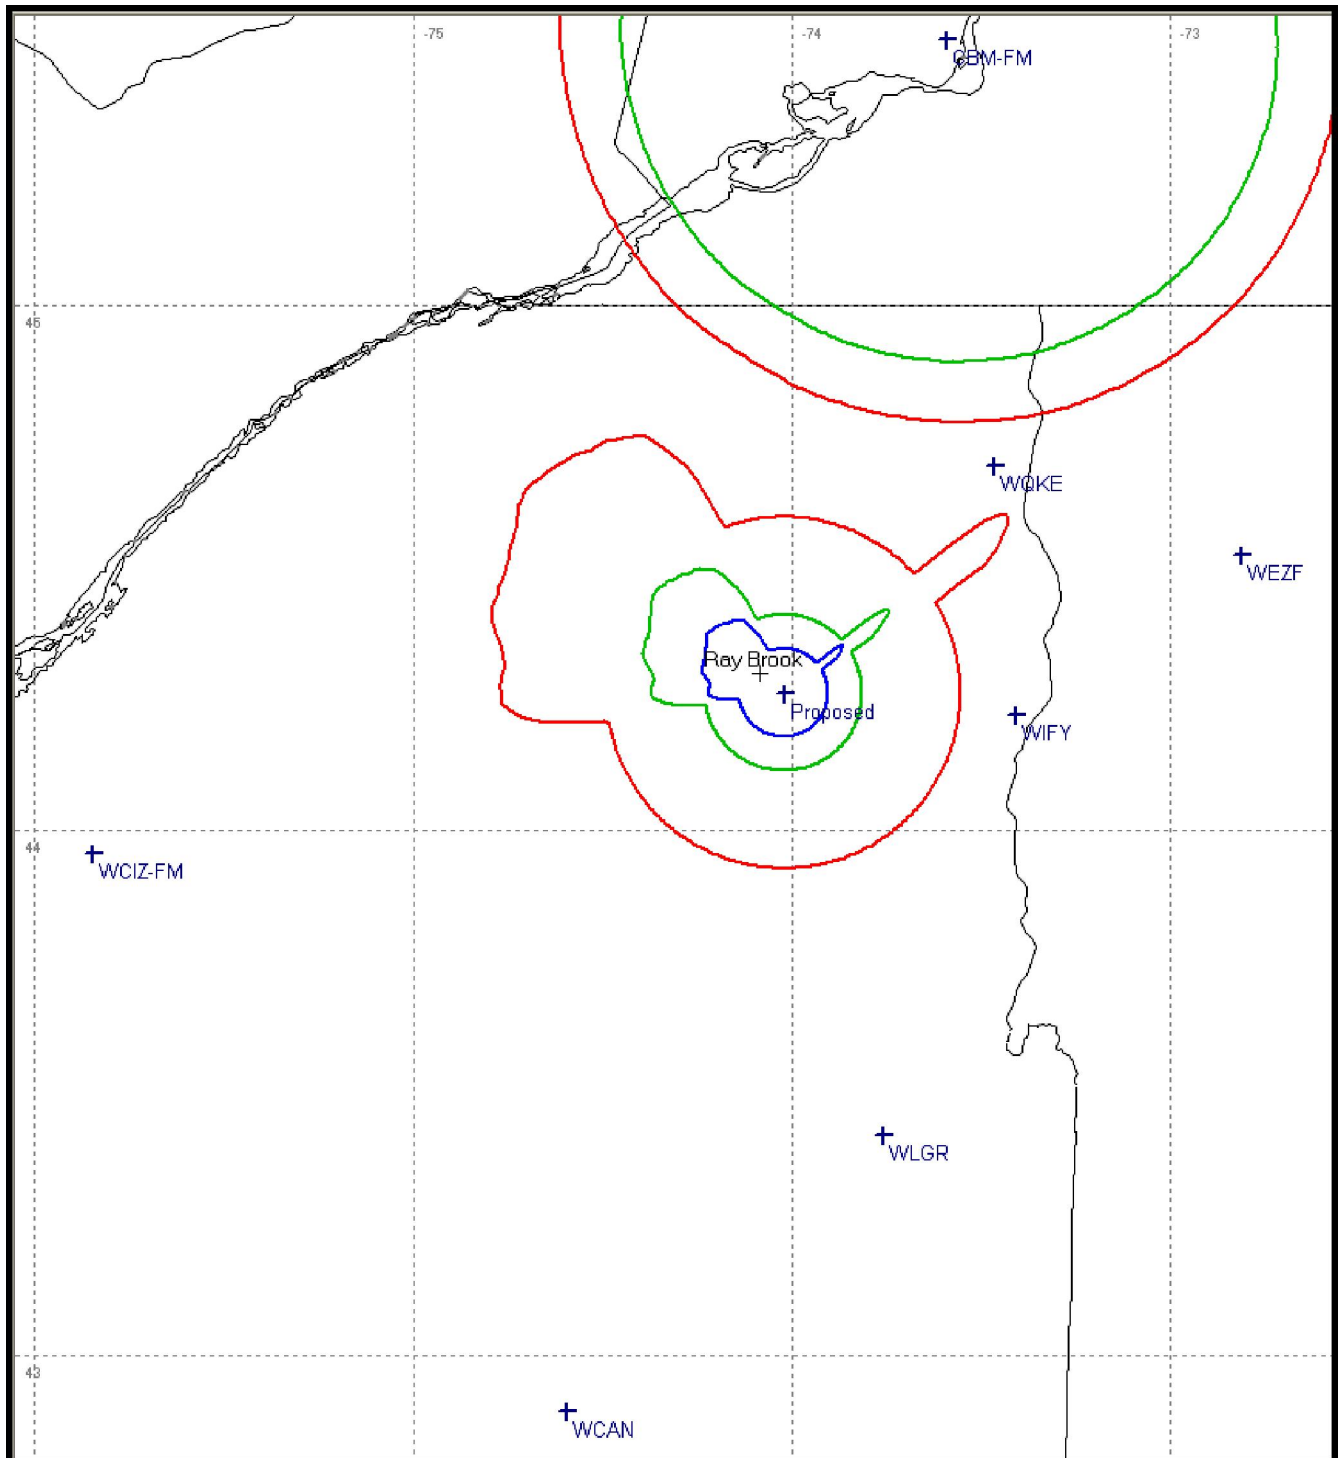 -75
-74
-73
CBM-FM
45
WQKE
WEZF
Ray Brook
Proposed
WIFY
44
WCIZ-FM
WLGR
43
WCAN